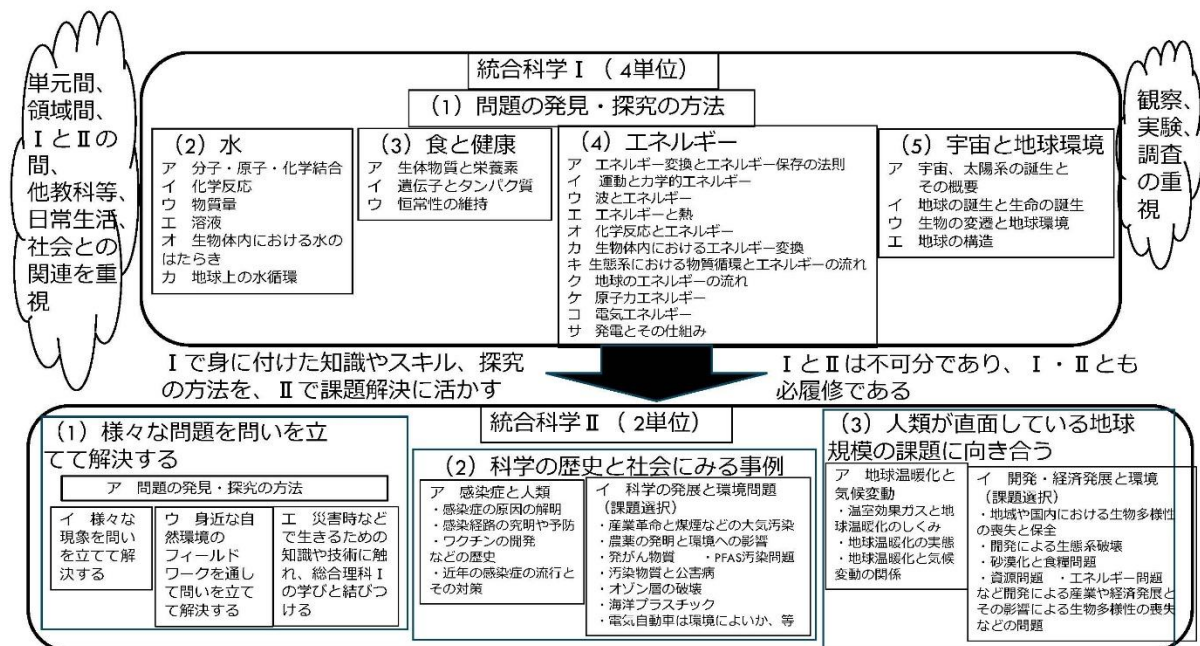 単元間、
領域間、
ⅠとⅡの
間、
他教科等、
日常生活、
社会との
関連を重
視
統合科学Ⅰ（4単位）
（1）問題の発見・探究の方法
（2）水
ア　分子・原子・化学結合
イ　化学反応
ウ　物質量
エ　溶液
オ　生物体内における水の
はたらき
カ　地球上の水循環
（3）食と健康
ア　生体物質と栄養素
イ　遺伝子とタンパク質
ウ　恒常性の維持
（4）エネルギー
ア　エネルギー変換とエネルギー保存の法則
イ　運動と力学的エネルギー
ウ　波とエネルギー
エ　エネルギーと熱
オ　化学反応とエネルギー
カ　生物体内におけるエネルギー変換
キ　生態系における物質循環とエネルギーの流れ
ク　地球のエネルギーの流れ
ケ　原子力エネルギー
コ　電気エネルギー
サ　発電とその仕組み
（5）宇宙と地球環境
ア　宇宙、太陽系の誕生と
その概要
イ　地球の誕生と生命の誕生
ウ　生物の変遷と地球環境
エ　地球の構造
観察、
実験、
調査
の重
視
Ⅰで身に付けた知識やスキル、探究
の方法を、Ⅱで課題解決に活かす
ⅠとⅡは不可分であり、Ⅰ・Ⅱとも
必履修である
統合科学Ⅱ（2単位）
（1）様々な問題を問いを立
てて解決する
ア　問題の発見・探究の方法
イ　様々な
現象を問い
を立てて解
決する
ウ　身近な自
然環境の
フィールド
ワークを通し
て問いを立て
て解決する
エ　災害時など
で生きるための
知識や技術に触
れ、総合理科Ⅰ
の学びと結びつ
ける
（2）科学の歴史と社会にみる事例
ア　感染症と人類
・感染症の原因の解明
・感染経路の究明や予防
・ワクチンの開発
などの歴史
・近年の感染症の流行と
その対策
イ　科学の発展と環境問題
（課題選択）
・産業革命と煤煙などの大気汚染
・農薬の発明と環境への影響
・発がん物質　・PFAS汚染問題
・汚染物質と公害病
・オゾン層の破壊
・海洋プラスチック
・電気自動車は環境によいか、等
（3）人類が直面している地球
規模の課題に向き合う
ア　地球温暖化と
気候変動
・温室効果ガスと地
球温暖化のしくみ
・地球温暖化の実態
・地球温暖化と気候
変動の関係
イ　開発・経済発展と環境
（課題選択）
・地域や国内における生物多様性
の喪失と保全
・開発による生態系破壊
・砂漠化と食糧問題
・資源問題　・エネルギー問題
など開発による産業や経済発展と
その影響による生物多様性の喪失
などの問題